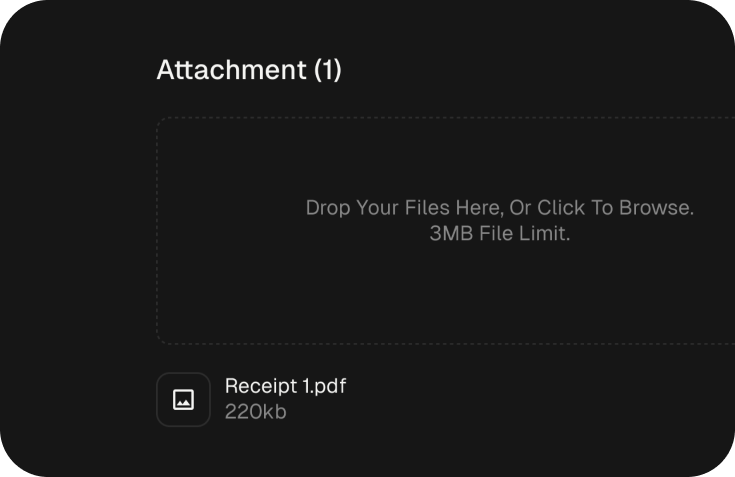 Attachment (1)
Drop Your Files Here, Or Click To Browse.
3MB File Limit.
Receipt 1.pdf
220kb